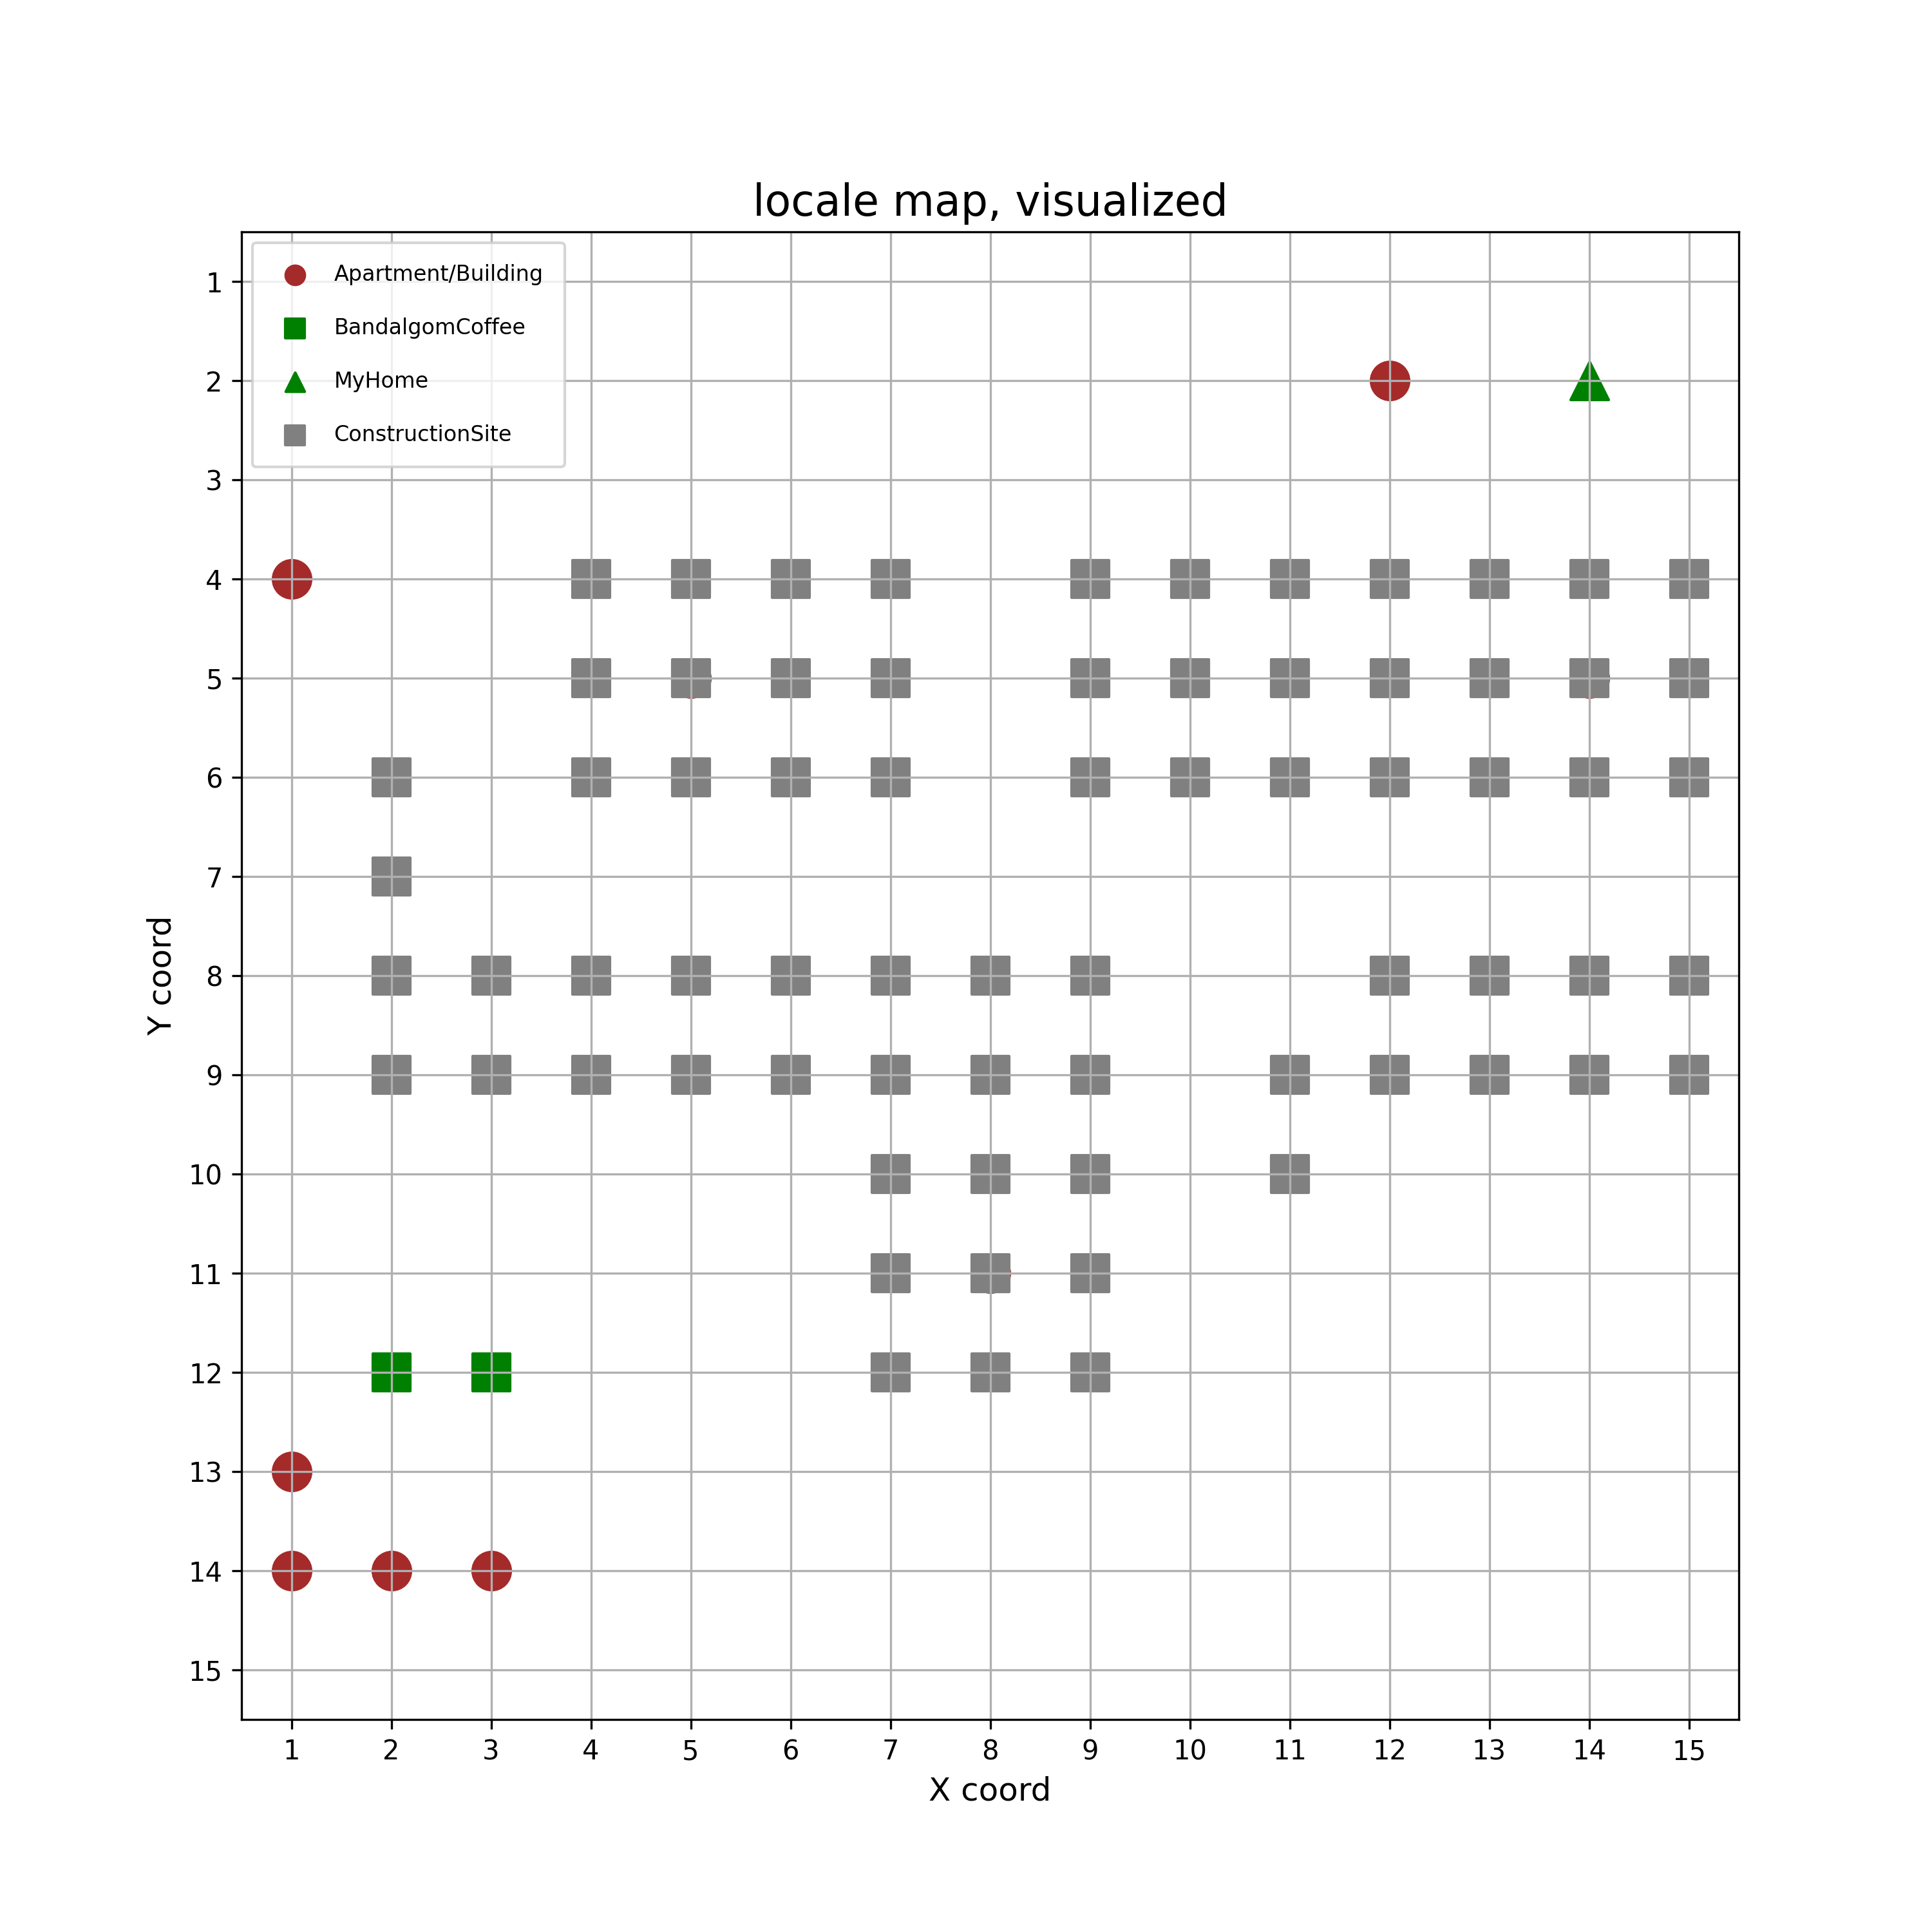 locale map, visualized
Apartment/Building
BandalgomCoffee
MyHome
ConstructionSite
1
2
3
4
5
6
7
8
9
10
11
12
13
14
15
Y coord
1 2 3 4 5 6 7 8 9 10 11 12 13 14 15
X coord